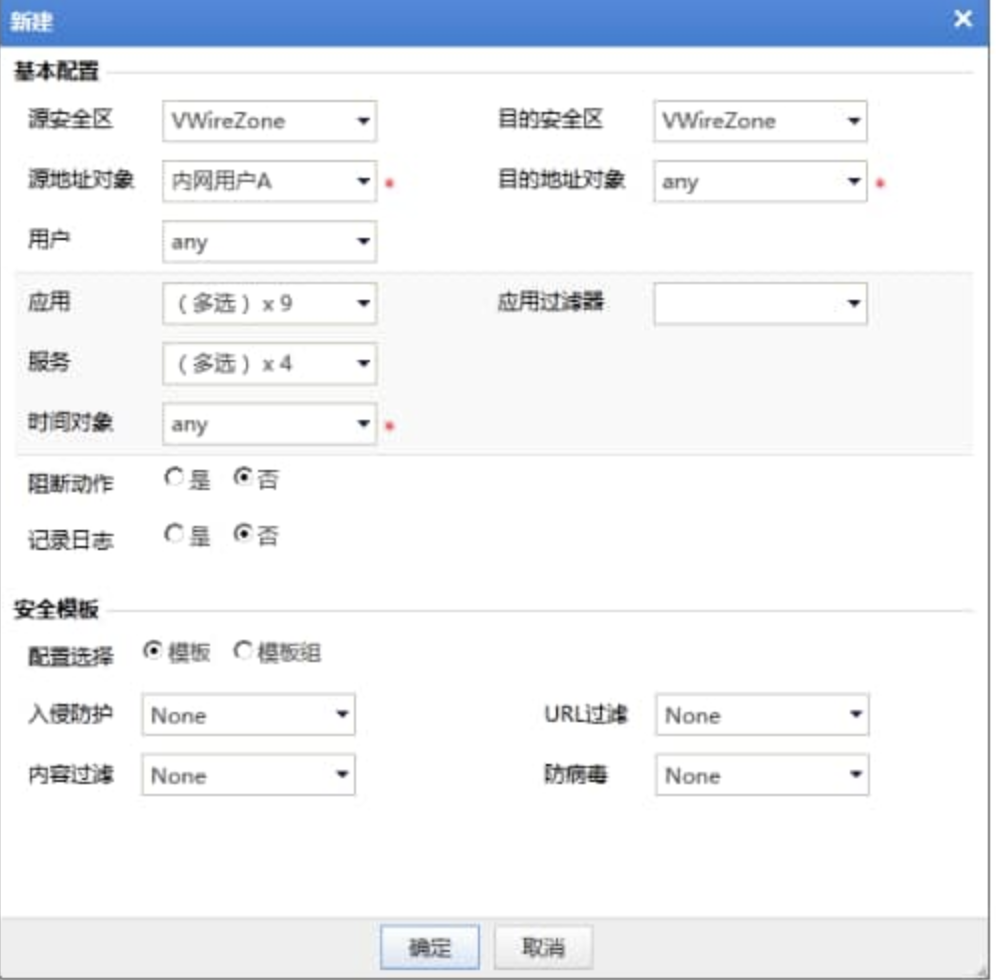 新建
基本配置
源安全区 VWireZone 目的安全区 VWireZone
源地址对象 内网用户A * 目的地址对象 any *
用户 any
应用 (多选) x 9 应用过滤器
服务 (多选) x 4
时间对象 any *
阻断动作 是 否
记录日志 是 否
安全模板
配置选择 模板 模板组
入侵防护 None URL过滤 None
内容过滤 None 防病毒 None
确定 取消